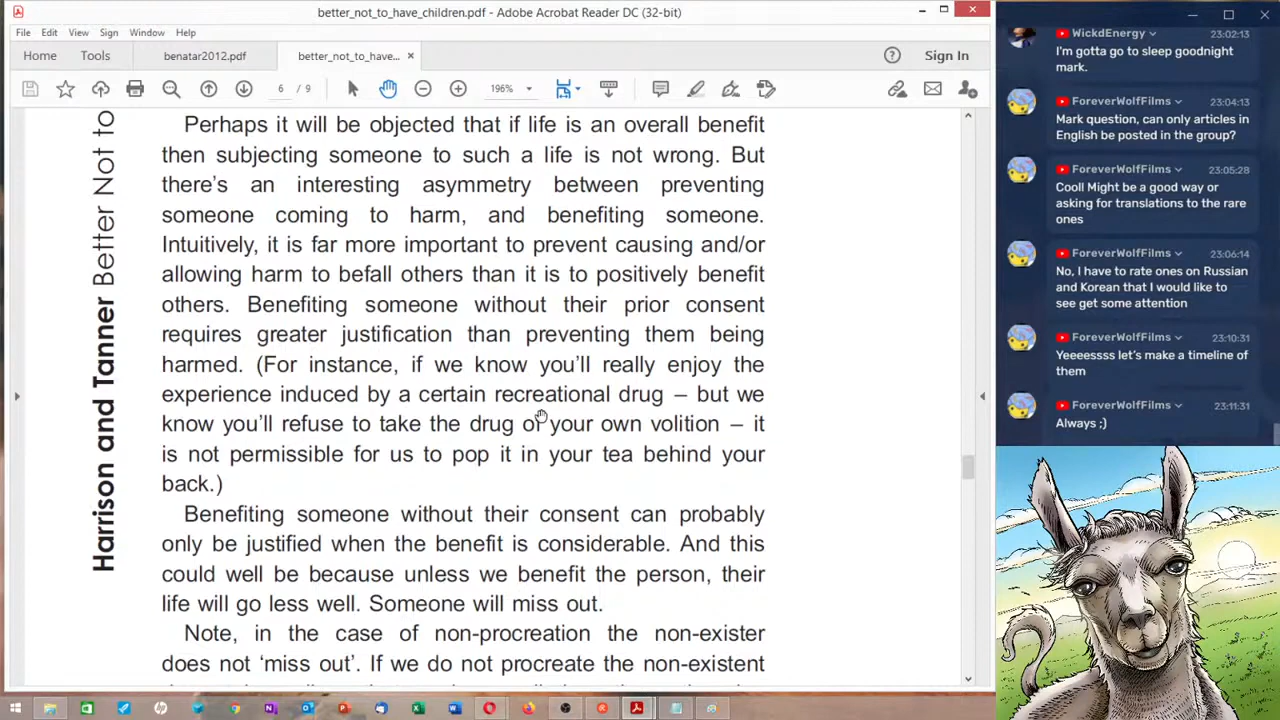 better_not_to_have_children.pdf - Adobe Acrobat Reader DC (32-bit)
File Edit View Sign Window Help
Home Tools benatar2012.pdf better_not_to_have... × Sign In
6 / 9 196%
Harrison and Tanner Better Not to
Perhaps it will be objected that if life is an overall benefit
then subjecting someone to such a life is not wrong. But
there's an interesting asymmetry between preventing
someone coming to harm, and benefiting someone.
Intuitively, it is far more important to prevent causing and/or
allowing harm to befall others than it is to positively benefit
others. Benefiting someone without their prior consent
requires greater justification than preventing them being
harmed. (For instance, if we know you'll really enjoy the
experience induced by a certain recreational drug – but we
know you'll refuse to take the drug of your own volition – it
is not permissible for us to pop it in your tea behind your
back.)
Benefiting someone without their consent can probably
only be justified when the benefit is considerable. And this
could well be because unless we benefit the person, their
life will go less well. Someone will miss out.
Note, in the case of non-procreation the non-exister
does not 'miss out'. If we do not procreate the non-existent
WickdEnergy 23:02:13
I'm gotta go to sleep goodnight
mark.
ForeverWolfFilms 23:04:13
Mark question, can only articles in
English be posted in the group?
ForeverWolfFilms 23:05:28
Cooll Might be a good way or
asking for translations to the rare
ones
ForeverWolfFilms 23:06:14
No, I have to rate ones on Russian
and Korean that I would like to
see get some attention
ForeverWolfFilms 23:10:31
Yeeeessss let's make a timeline of
them
ForeverWolfFilms 23:11:31
Always ;)